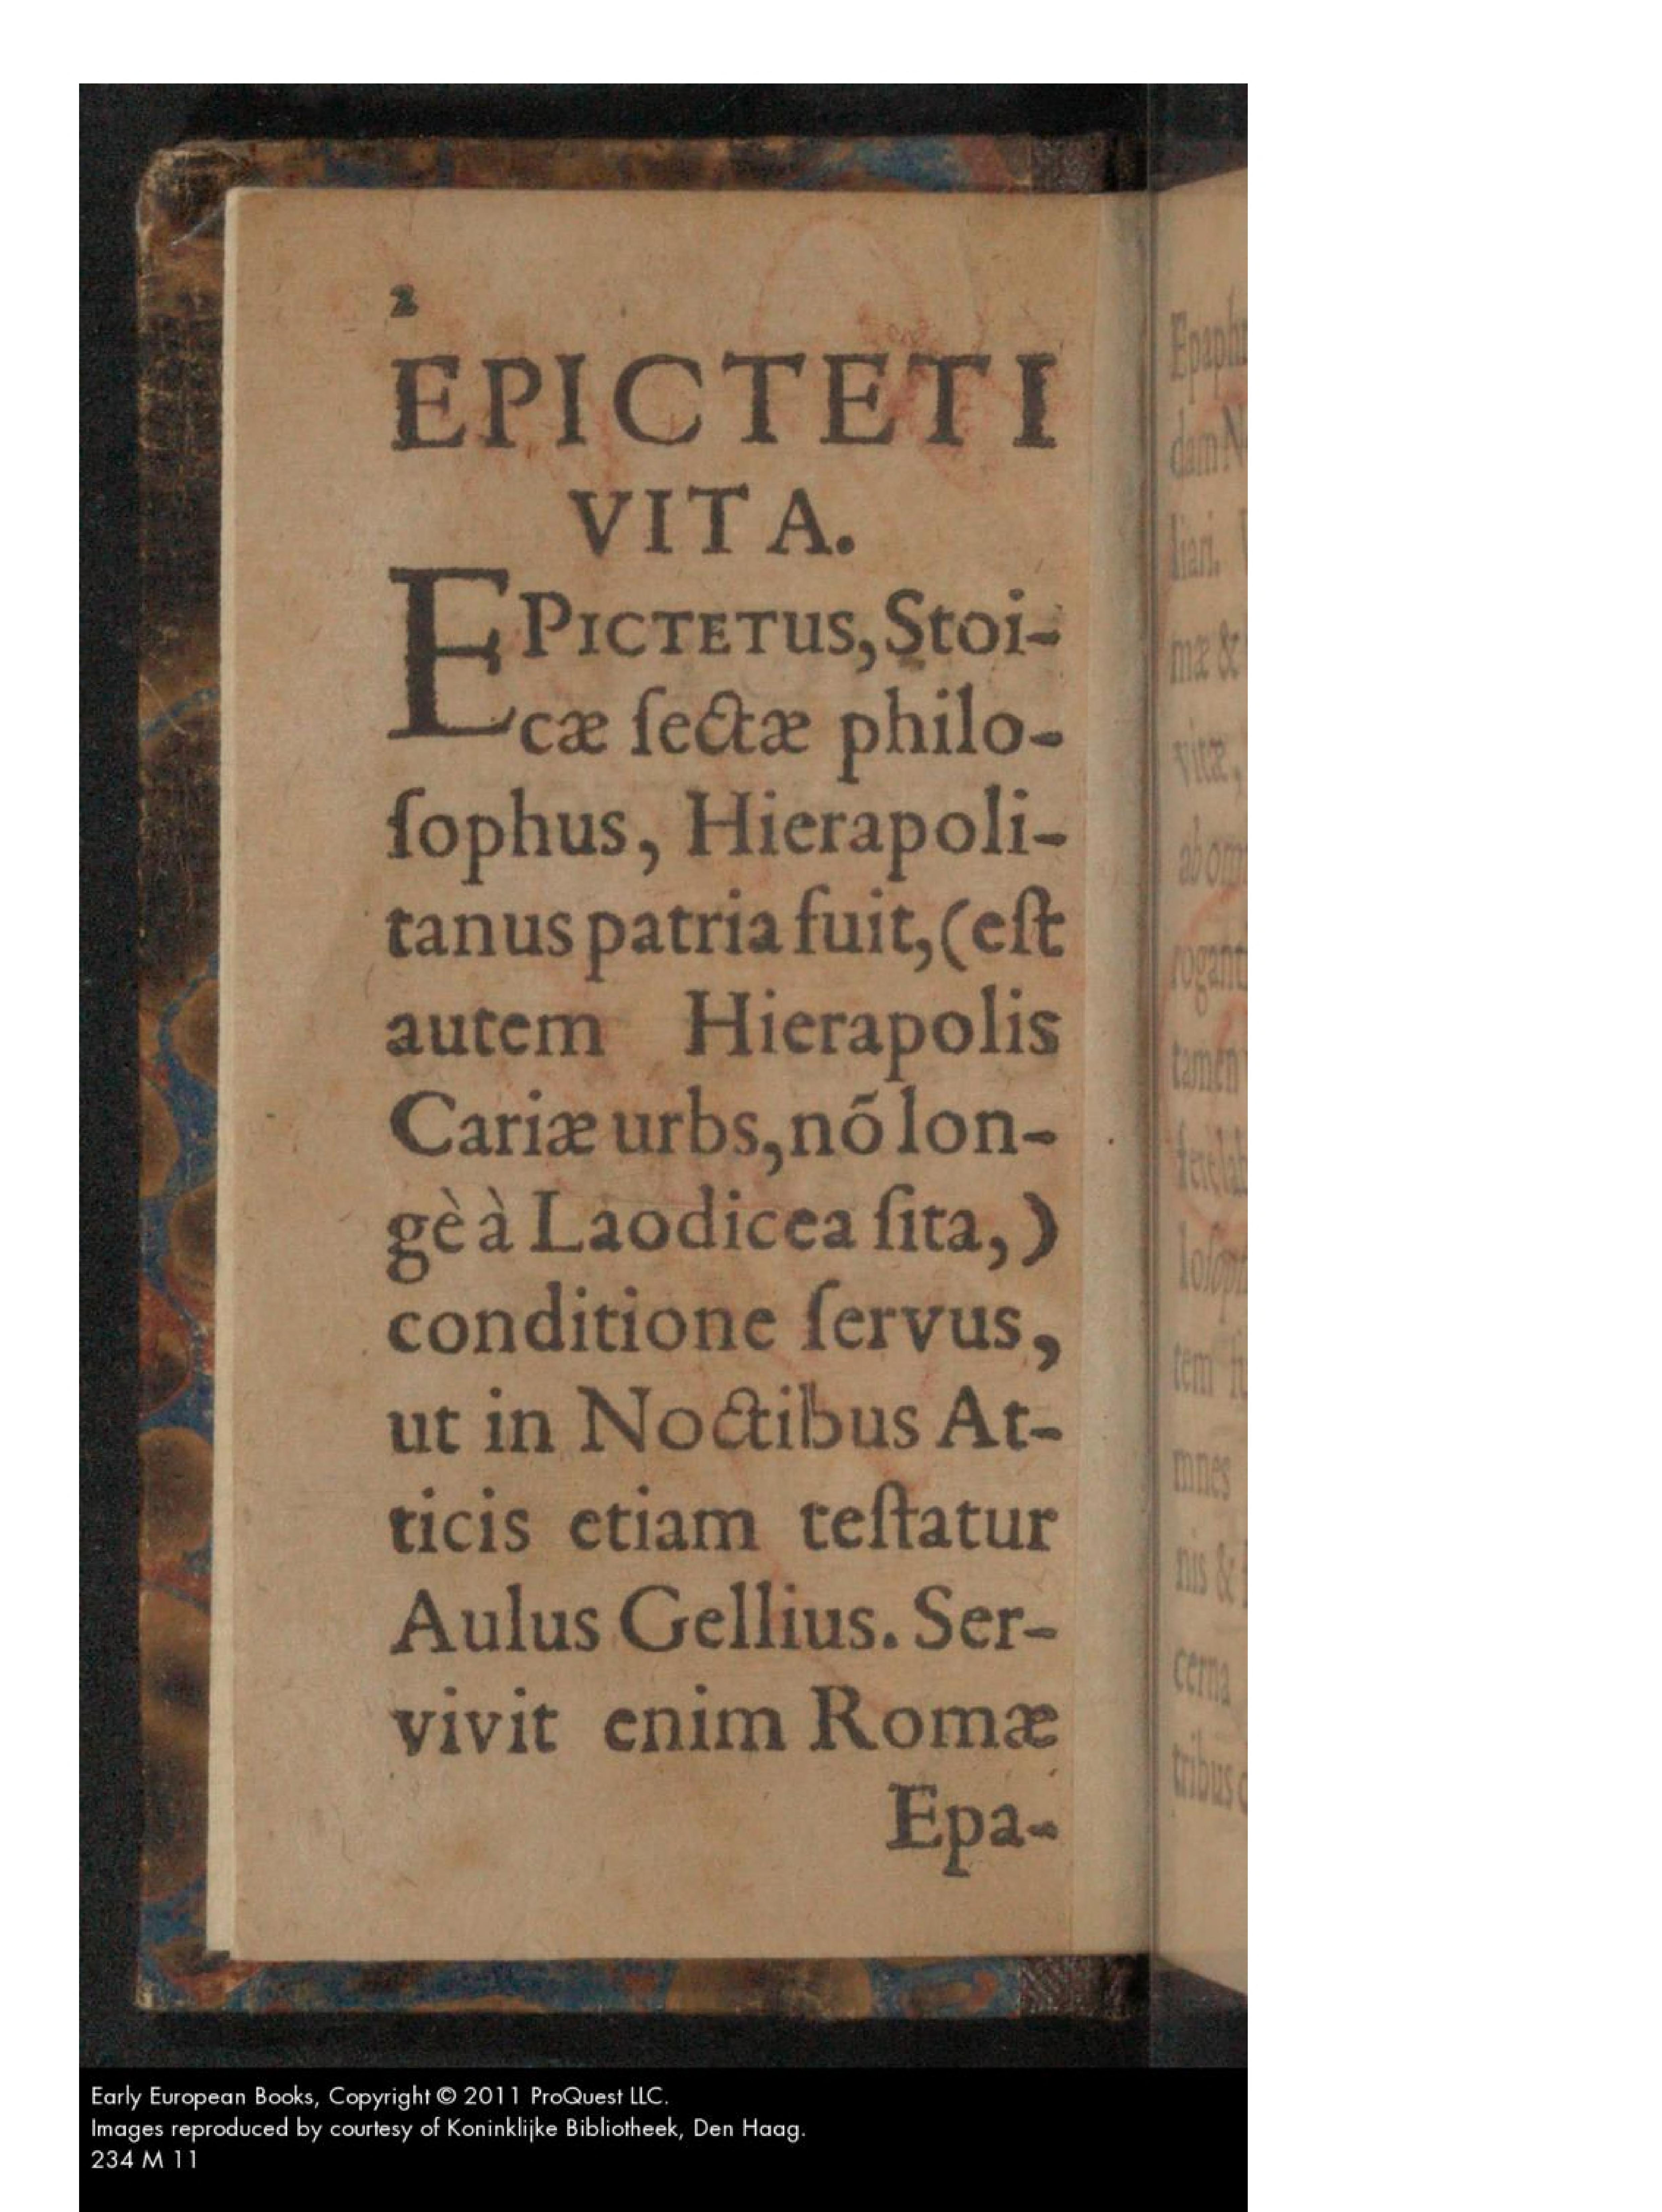 2
EPICTETI
VITA.
EPICTETUS, Stoi-
cæ ſectæ philo-
ſophus, Hierapoli-
tanus patria fuit, (eſt
autem Hierapolis
Cariæ urbs, nõ lon-
gè à Laodicea ſita,)
conditione ſervus,
ut in Noctibus At-
ticis etiam teſtatur
Aulus Gellius. Ser-
vivit enim Romæ
Epa-
Early European Books, Copyright © 2011 ProQuest LLC.
Images reproduced by courtesy of Koninklijke Bibliotheek, Den Haag.
234 M 11